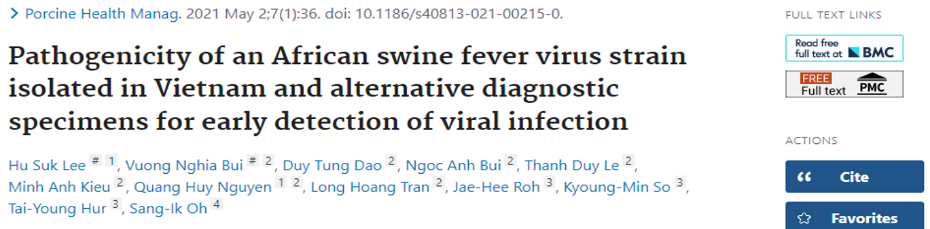 Porcine Health Manag. 2021 May 2;7(1):36. doi: 10.1186/s40813-021-00215-0.
Pathogenicity of an African swine fever virus strain
isolated in Vietnam and alternative diagnostic
specimens for early detection of viral infection
Hu Suk Lee # 1, Vuong Nghia Bui # 2, Duy Tung Dao 2, Ngoc Anh Bui 2, Thanh Duy Le 2,
Minh Anh Kieu 2, Quang Huy Nguyen 1 2, Long Hoang Tran 2, Jae-Hee Roh 3, Kyoung-Min So 3,
Tai-Young Hur 3, Sang-Ik Oh 4
FULL TEXT LINKS
Read free
full text at BMC
FREE
Full text PMC
ACTIONS
Cite
Favorites